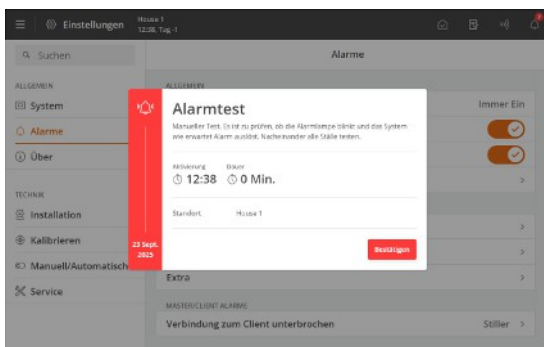 Einstellungen
House 1
12:38, Tag -1
Suchen
Alarme
ALLGEMEIN
System
Alarme
Über
TECHNIK
Installation
Kalibrieren
Manuell/Automatisch
Service
ALLGEMEIN
Immer Ein
Alarmtest
Manueller Test. Es ist zu prüfen, ob die Alarmlampe blinkt und das System
wie erwartet Alarm auslöst. Nacheinander alle Ställe testen.
Aktivierung
Dauer
12:38
0 Min.
Standort
House 1
23 Sept.
2025
Bestätigen
Extra
MASTER/CLIENT ALARME
Verbindung zum Client unterbrochen
Stiller